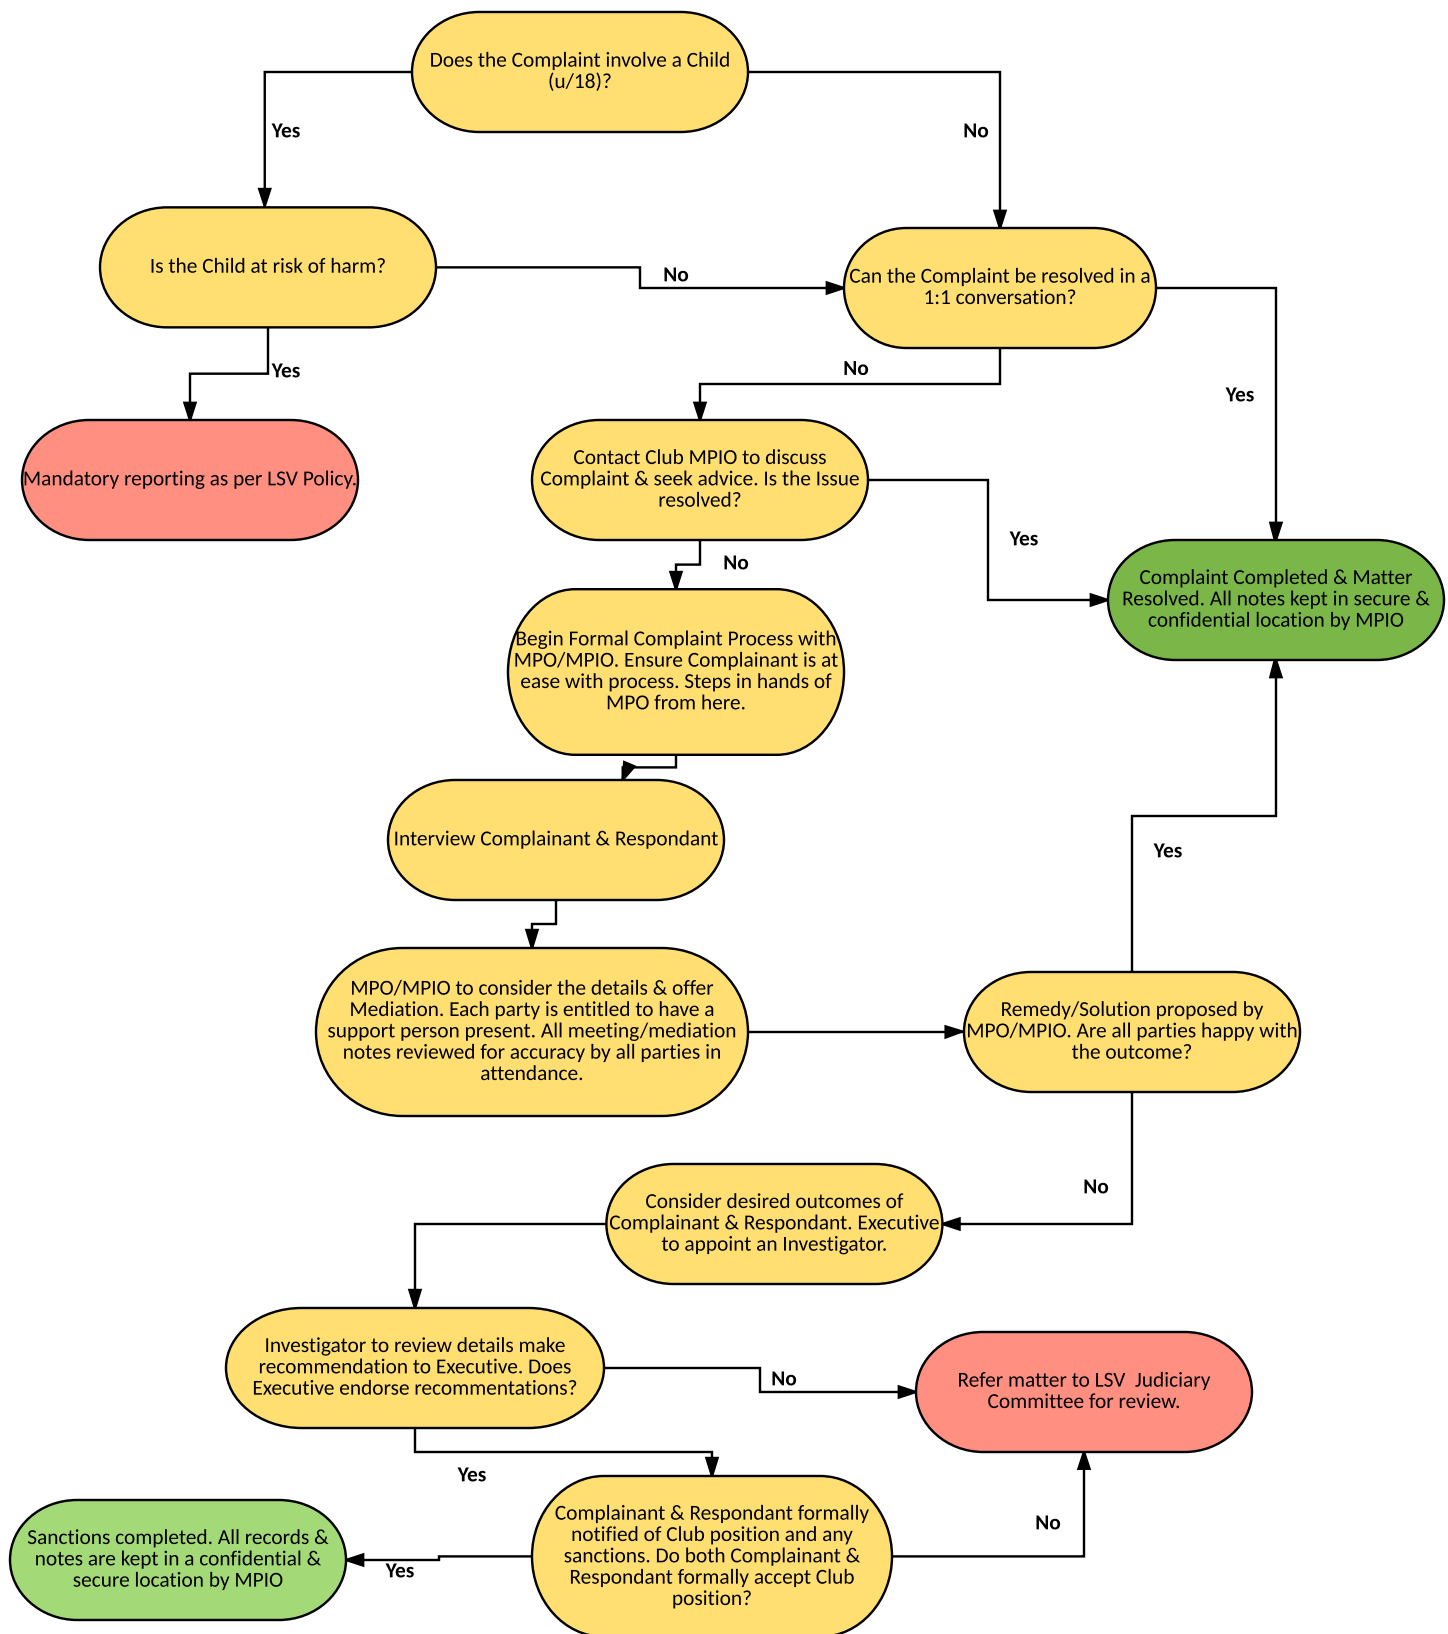 Does the Complaint involve a Child
(u/18)?
Yes
No
Is the Child at risk of harm?
No
Can the Complaint be resolved in a
1:1 conversation?
Yes
No
Yes
Mandatory reporting as per LSV Policy.
Contact Club MPIO to discuss
Complaint & seek advice. Is the Issue
resolved?
Yes
No
Complaint Completed & Matter
Resolved. All notes kept in secure &
confidential location by MPIO
Begin Formal Complaint Process with
MPO/MPIO. Ensure Complainant is at
ease with process. Steps in hands of
MPO from here.
Interview Complainant & Respondant
Yes
MPO/MPIO to consider the details & offer
Mediation. Each party is entitled to have a
support person present. All meeting/mediation
notes reviewed for accuracy by all parties in
attendance.
Remedy/Solution proposed by
MPO/MPIO. Are all parties happy with
the outcome?
No
Consider desired outcomes of
Complainant & Respondant. Executive
to appoint an Investigator.
Investigator to review details make
recommendation to Executive. Does
Executive endorse recommentations?
No
Refer matter to LSV  Judiciary
Committee for review.
Yes
Complainant & Respondant formally
notified of Club position and any
sanctions. Do both Complainant &
Respondant formally accept Club
position?
No
Yes
Sanctions completed. All records &
notes are kept in a confidential &
secure location by MPIO